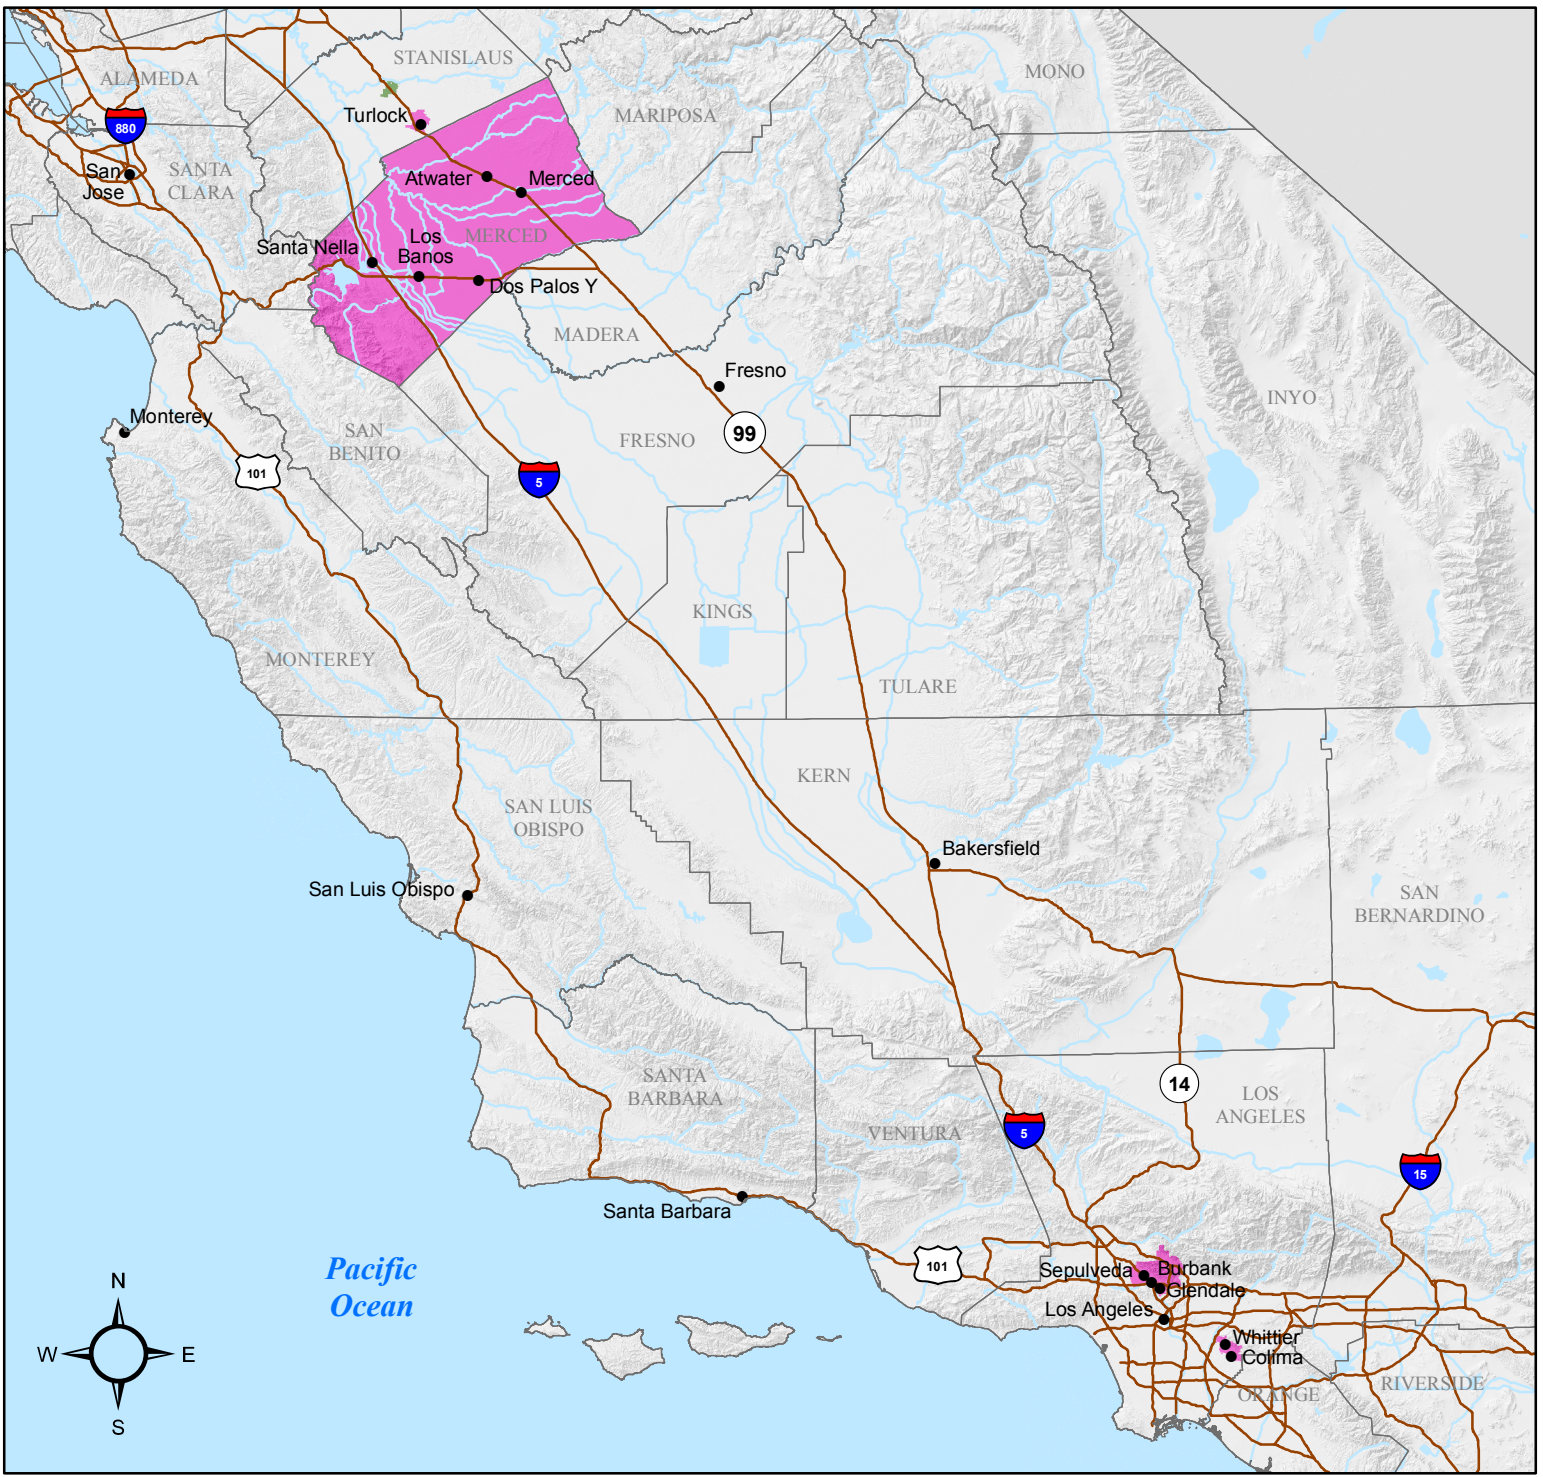 STANISLAUS
ALAMEDA
MONO
Turlock
MARIPOSA
880
San
Jose
SANTA
CLARA
Atwater
Merced
Santa Nella
Los
Banos
MERCED
Dos Palos Y
MADERA
Fresno
INYO
Monterey
SAN
BENITO
FRESNO
99
101
5
KINGS
MONTEREY
TULARE
KERN
SAN LUIS
OBISPO
Bakersfield
San Luis Obispo
SAN
BERNARDINO
SANTA
BARBARA
14
LOS
ANGELES
VENTURA
5
15
Santa Barbara
Pacific
Ocean
101
Sepulveda
Burbank
Glendale
Los Angeles
Whittier
Colima
ORANGE
RIVERSIDE
N
W
E
S